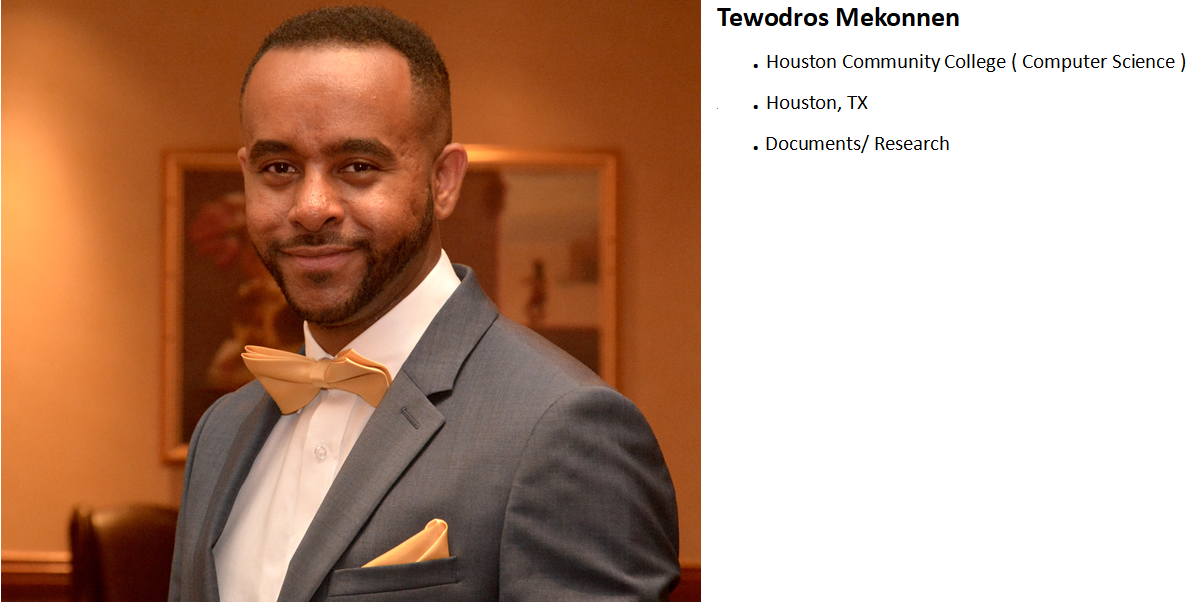 Tewodros Mekonnen
. Houston Community College ( Computer Science )
. Houston, TX
. Documents/ Research